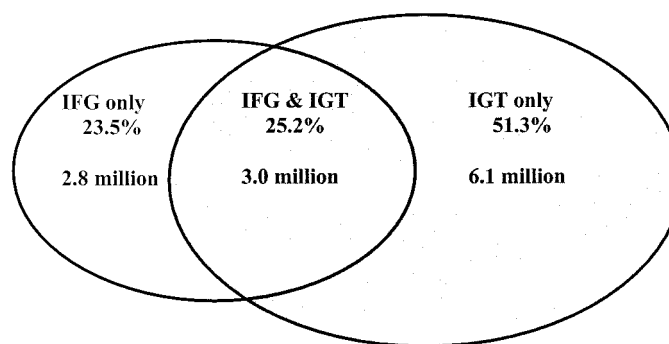 IFG only
23.5%
2.8 million
IFG & IGT
25.2%
3.0 million
IGT only
51.3%
6.1 million